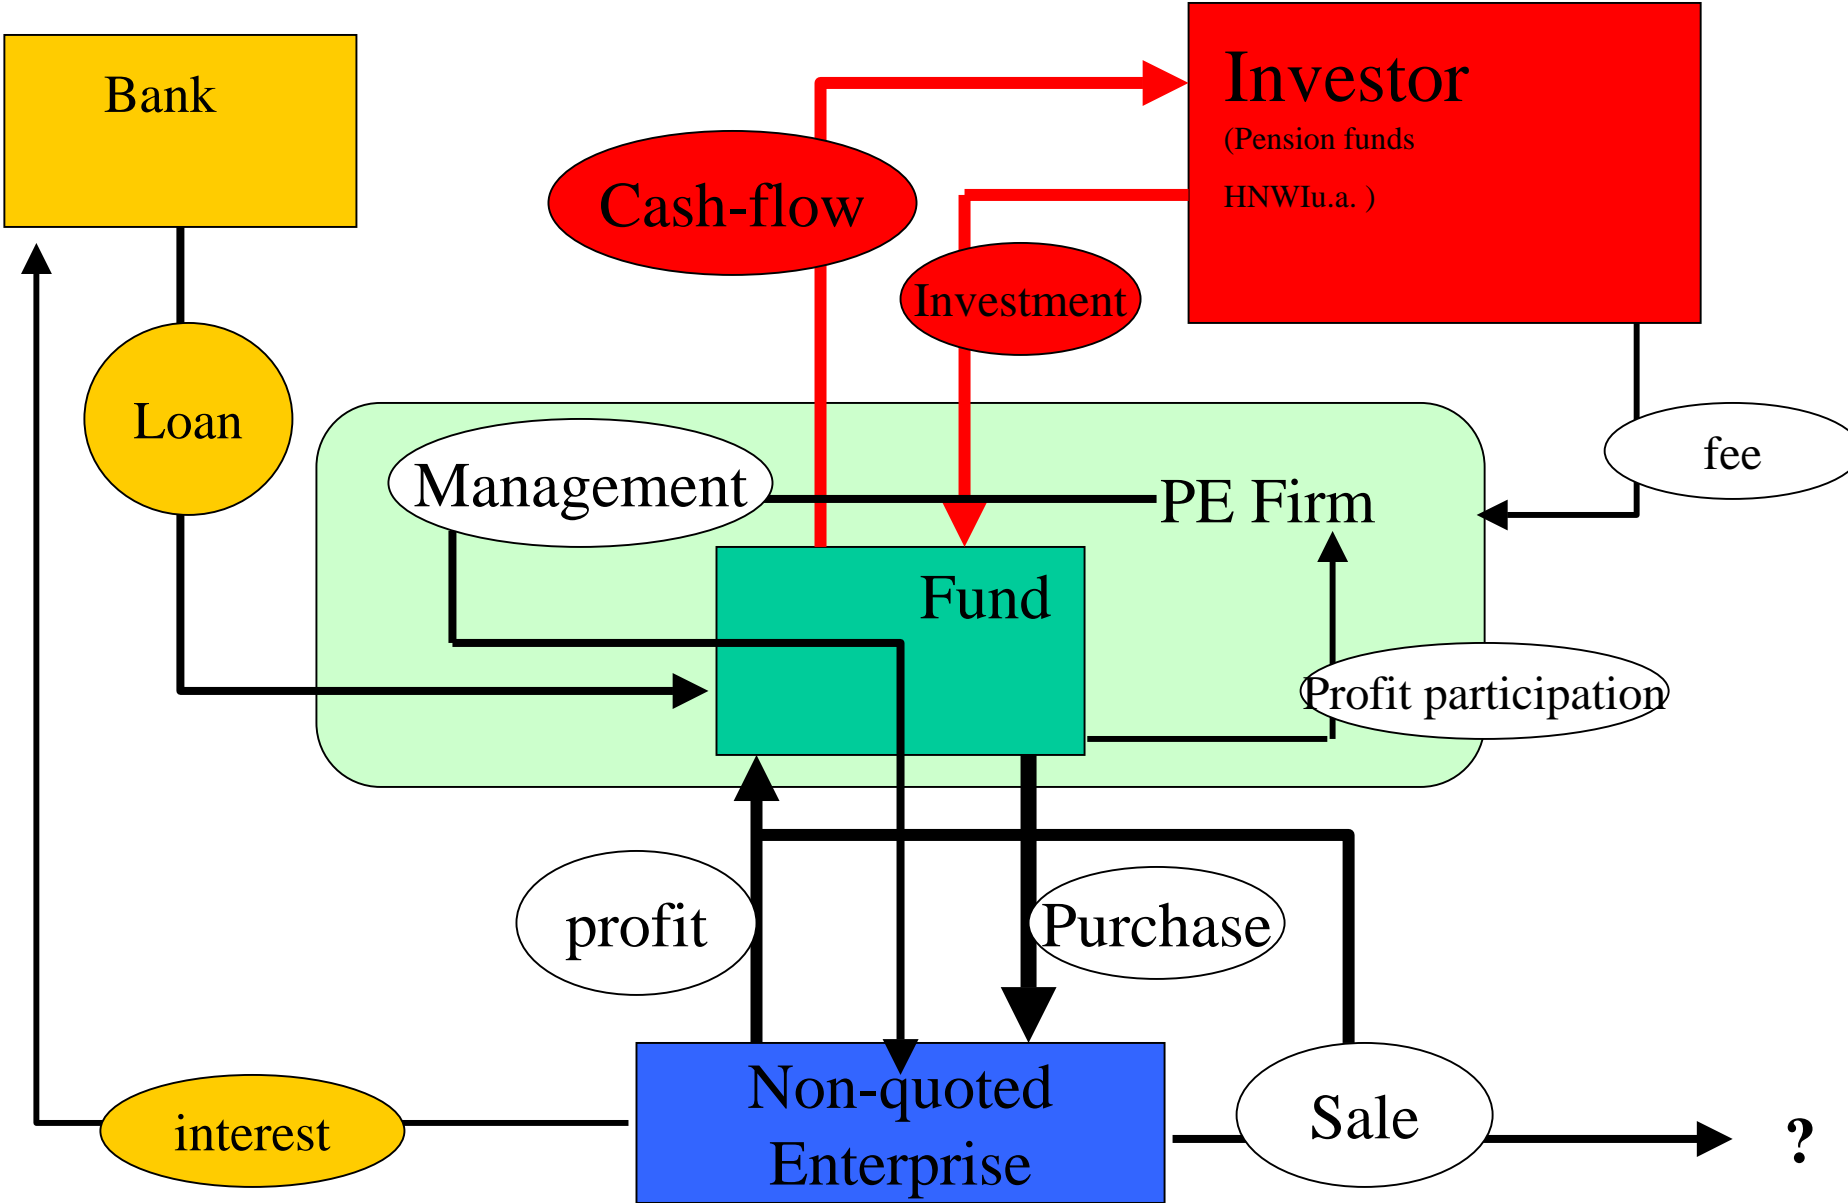 Bank
Investor
(Pension funds
HNWIu.a. )
Cash-flow
Investment
Loan
fee
Management
PE Firm
Fund
Profit participation
profit
Purchase
Non-quoted
Enterprise
Sale
interest
?